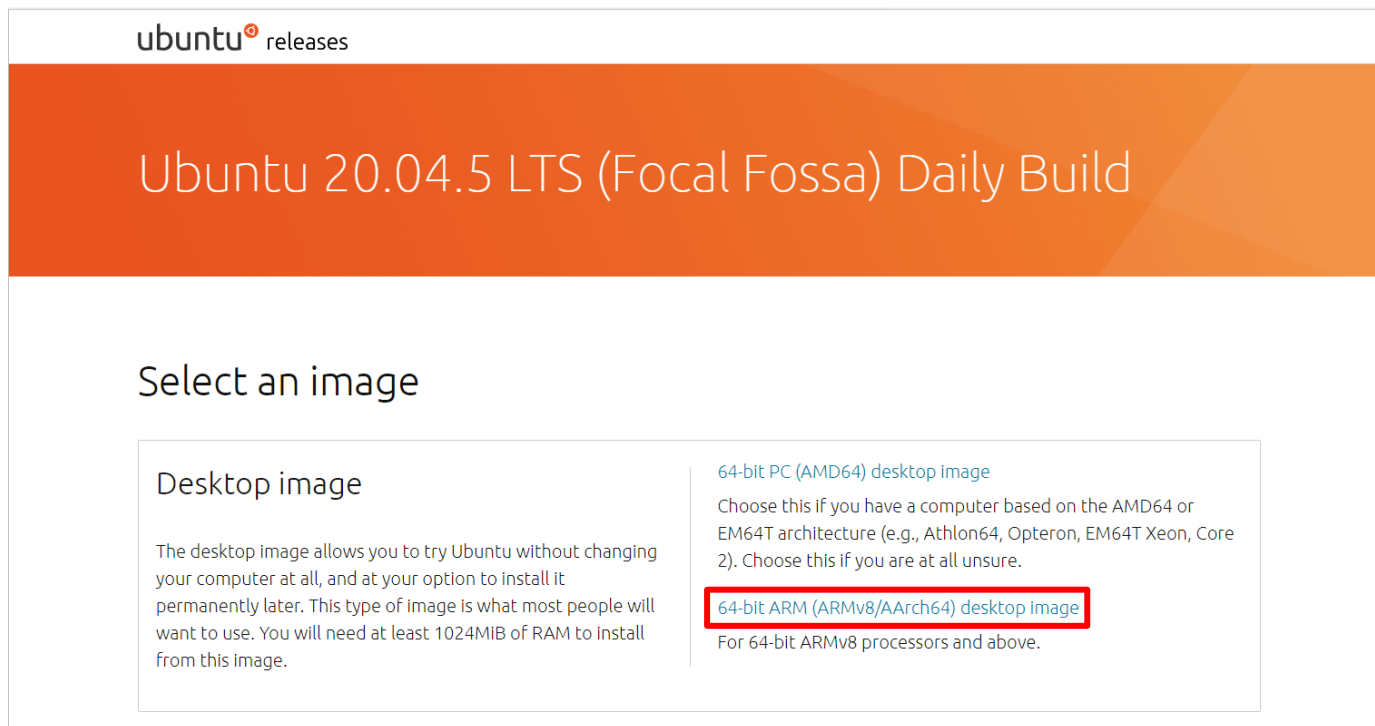 ubuntu releases
Ubuntu 20.04.5 LTS (Focal Fossa) Daily Build
Select an image
Desktop image
The desktop image allows you to try Ubuntu without changing
your computer at all, and at your option to install it
permanently later. This type of image is what most people will
want to use. You will need at least 1024MiB of RAM to install
from this image.
64-bit PC (AMD64) desktop image
Choose this if you have a computer based on the AMD64 or
EM64T architecture (e.g., Athlon64, Opteron, EM64T Xeon, Core
2). Choose this if you are at all unsure.
64-bit ARM (ARMv8/AArch64) desktop image
For 64-bit ARMv8 processors and above.